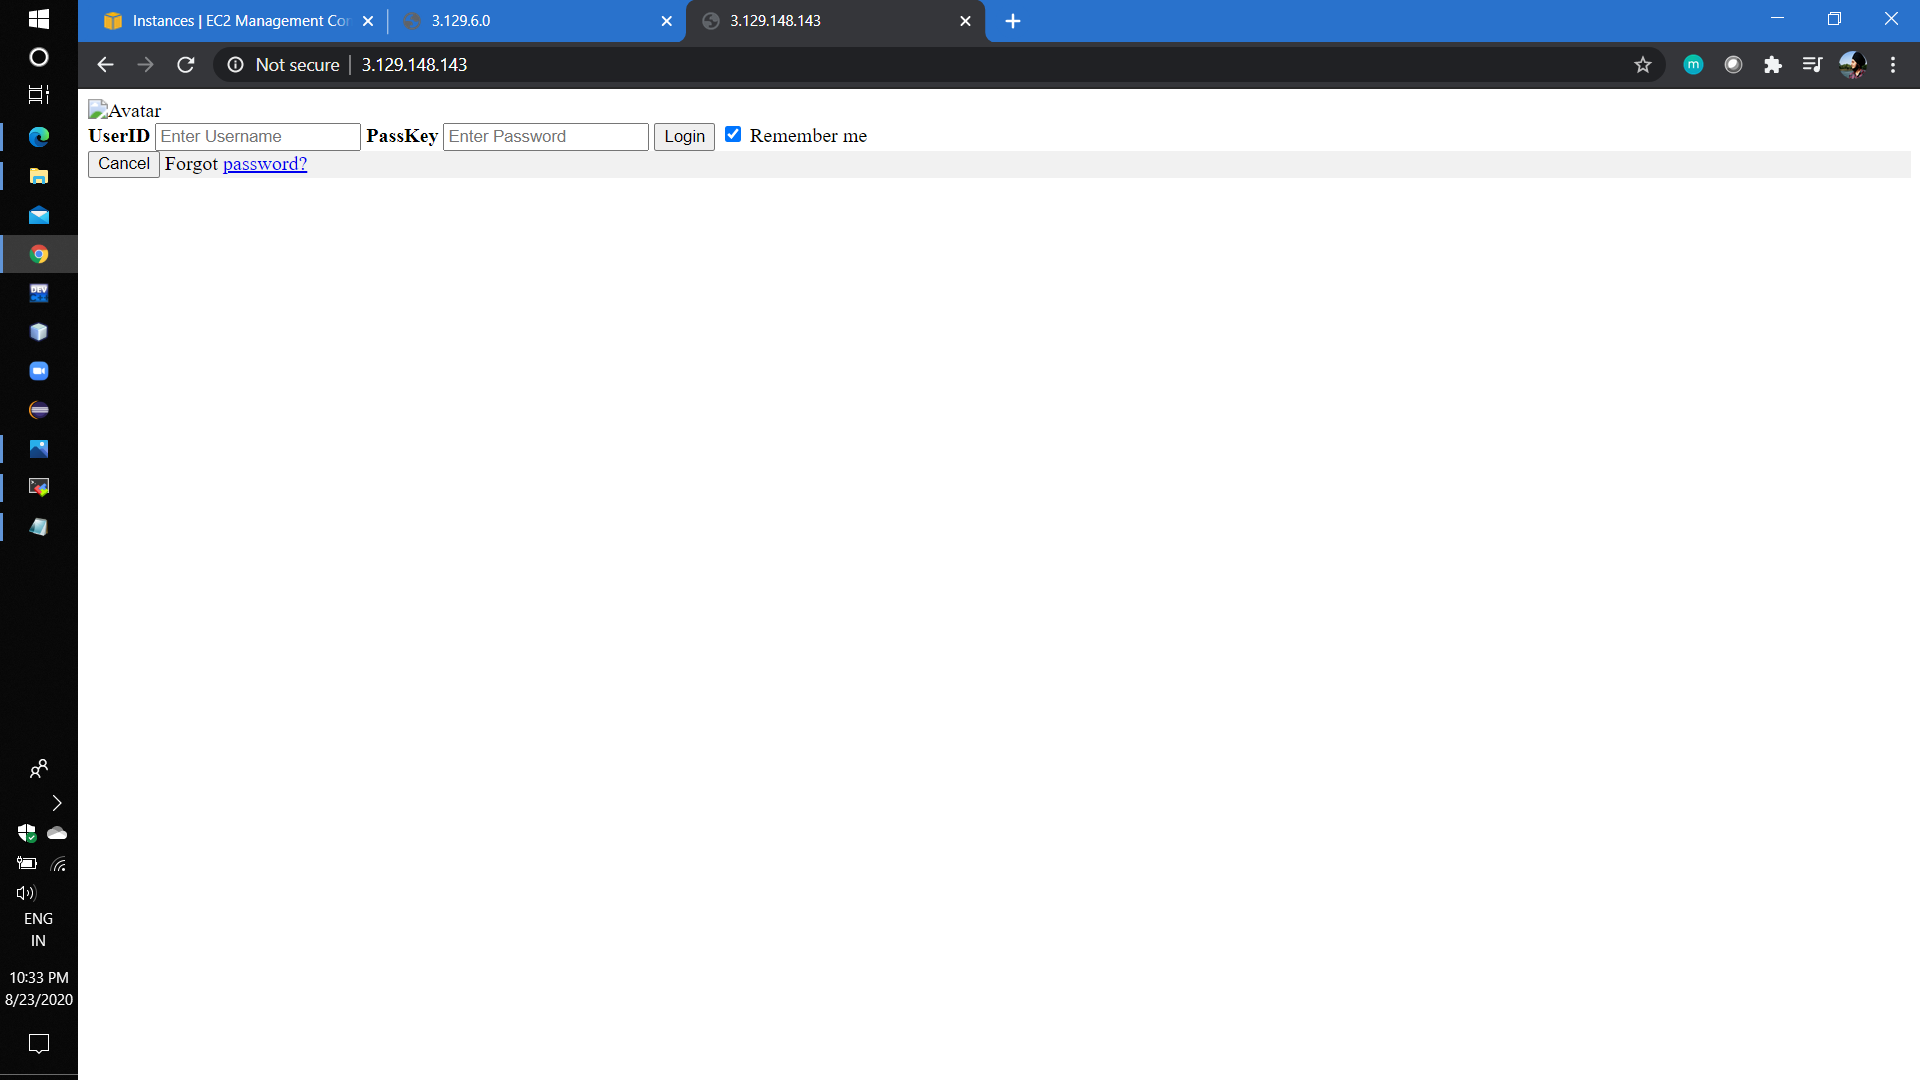 Instances | EC2 Management Con
3.129.6.0
3.129.148.143
Not secure
3.129.148.143
m
Avatar
UserID Enter Username PassKey Enter Password Login Remember me
Cancel Forgot password?
DEV
C++
ENG
IN
10:33 PM
8/23/2020